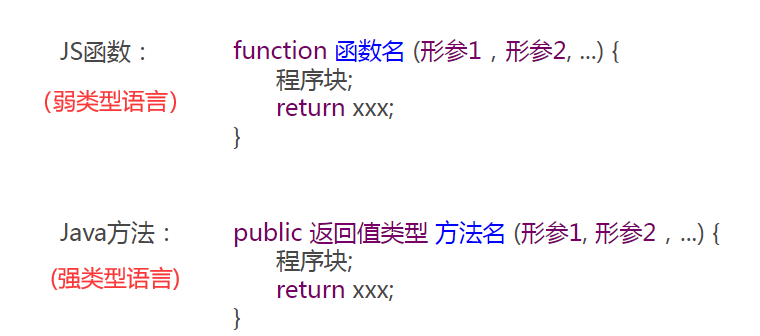 JS函数： function 函数名 (形参1，形参2, ...) {
(弱类型语言) 程序块;
return xxx;
}
Java方法： public 返回值类型 方法名 (形参1, 形参2，...) {
(强类型语言) 程序块;
return xxx;
}